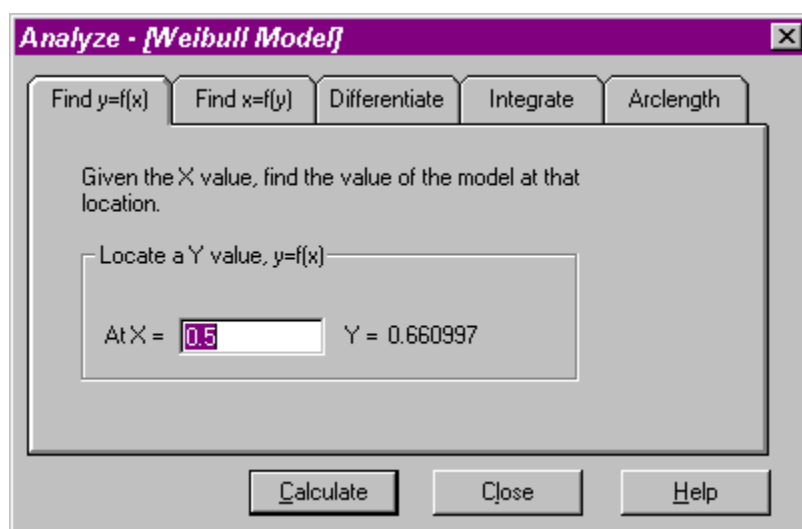 Analyze - [Weibull Model]
Find y=f(x) Find x=f(y) Differentiate Integrate Arclength
Given the X value, find the value of the model at that
location.
Locate a Y value, y=f(x)
At X = 0.5 Y = 0.660997
Calculate Close Help